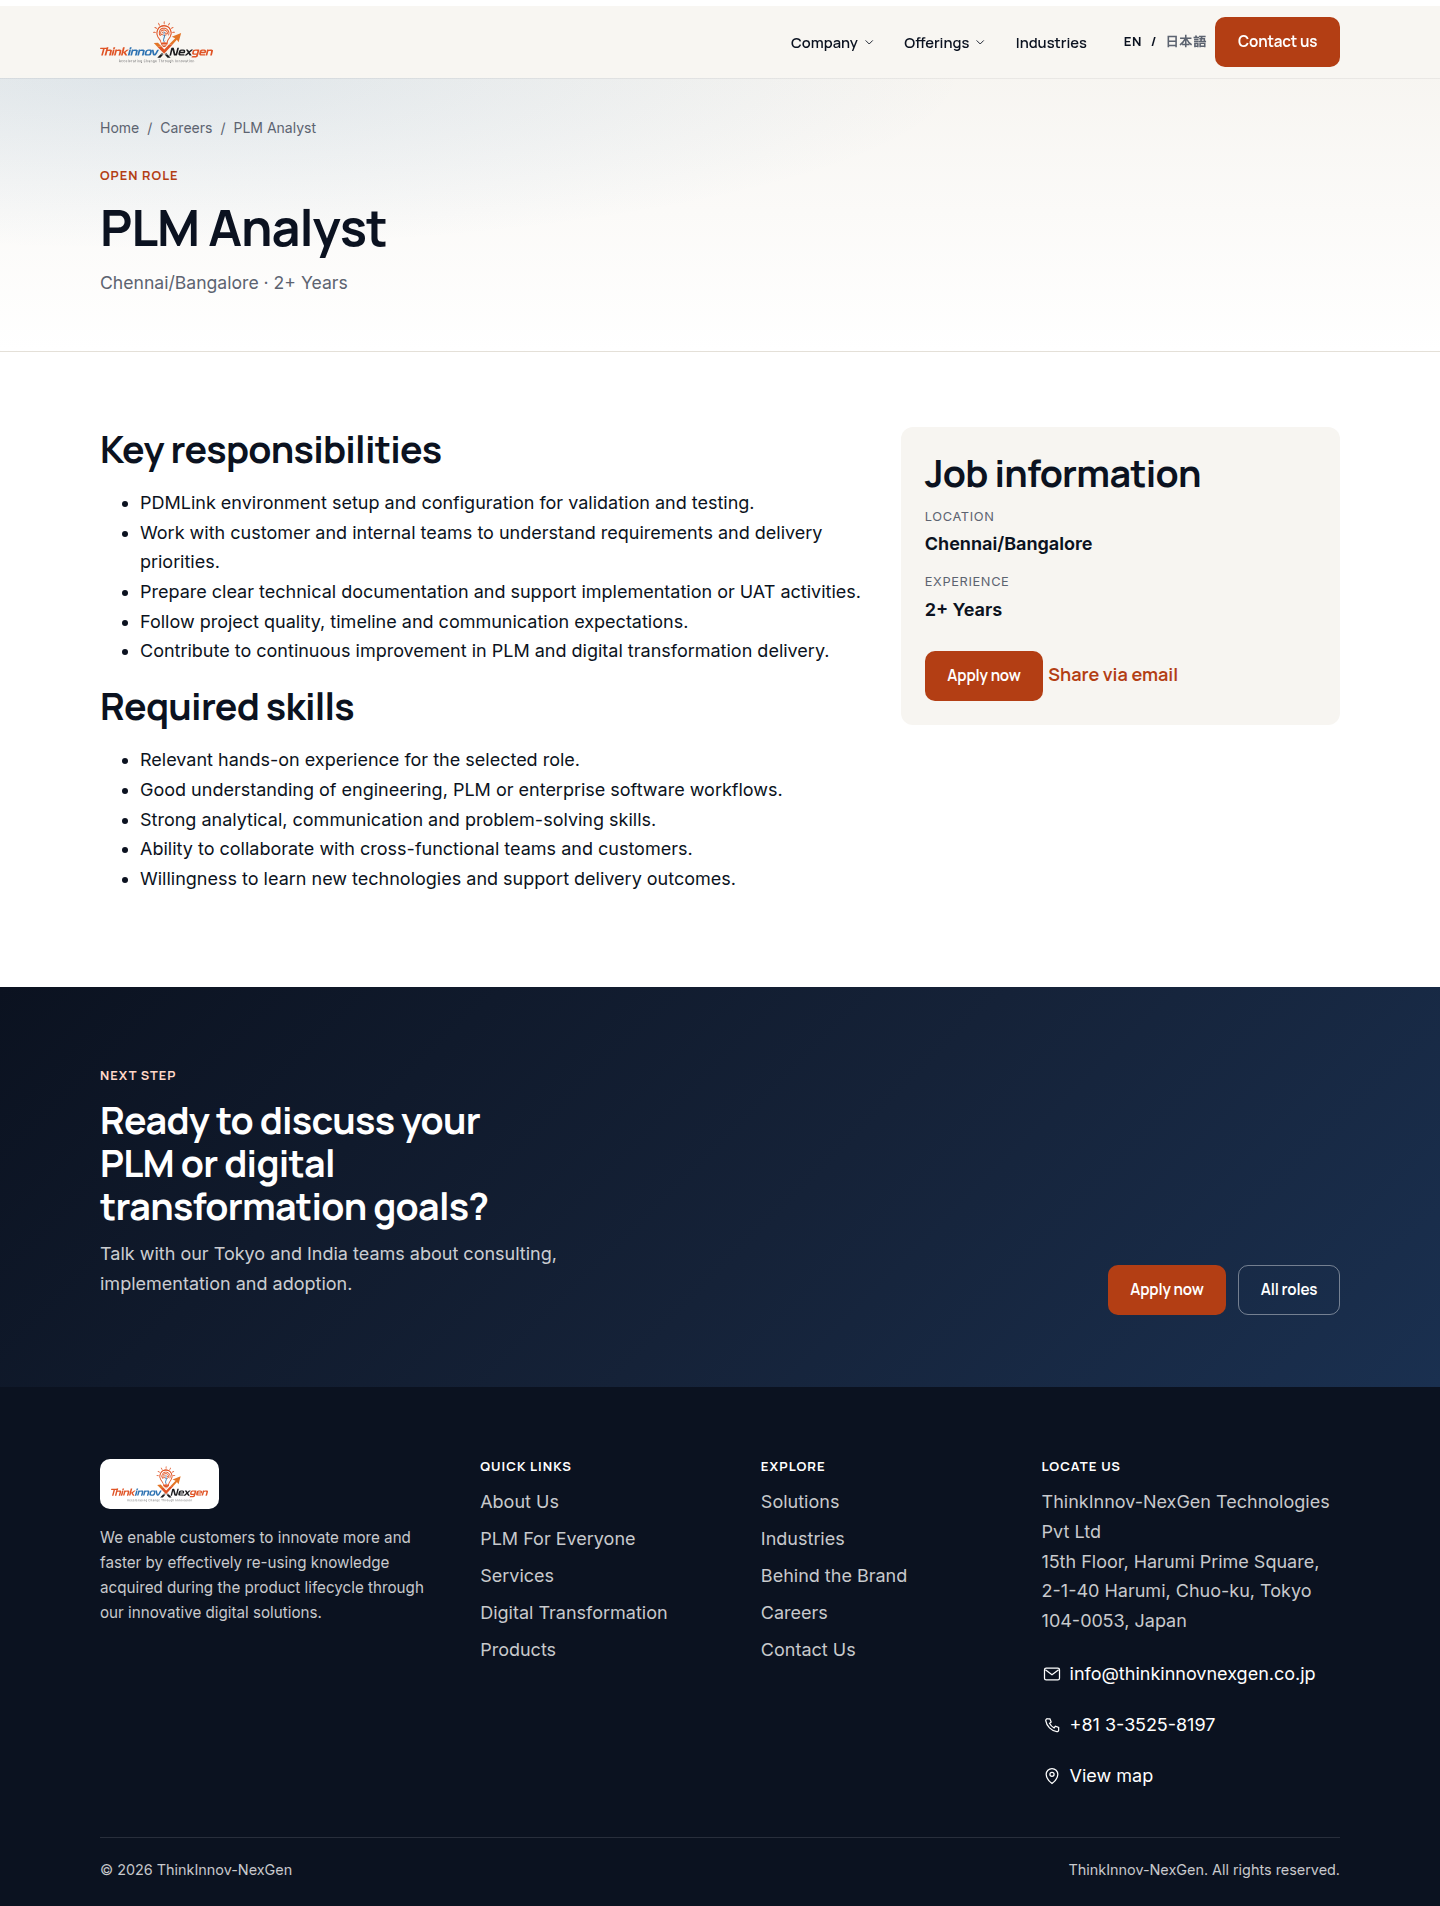 Thinkinnov Nexgen
Accelerating Change Through Innovation
Company
Offerings
Industries
EN / 日本語
Contact us
Home / Careers / PLM Analyst
OPEN ROLE
PLM Analyst
Chennai/Bangalore · 2+ Years
Key responsibilities
PDMLink environment setup and configuration for validation and testing.
Work with customer and internal teams to understand requirements and delivery
priorities.
Prepare clear technical documentation and support implementation or UAT activities.
Follow project quality, timeline and communication expectations.
Contribute to continuous improvement in PLM and digital transformation delivery.
Required skills
Relevant hands-on experience for the selected role.
Good understanding of engineering, PLM or enterprise software workflows.
Strong analytical, communication and problem-solving skills.
Ability to collaborate with cross-functional teams and customers.
Willingness to learn new technologies and support delivery outcomes.
Job information
LOCATION
Chennai/Bangalore
EXPERIENCE
2+ Years
Apply now
Share via email
NEXT STEP
Ready to discuss your
PLM or digital
transformation goals?
Talk with our Tokyo and India teams about consulting,
implementation and adoption.
Apply now
All roles
Thinkinnov Nexgen
We enable customers to innovate more and
faster by effectively re-using knowledge
acquired during the product lifecycle through
our innovative digital solutions.
QUICK LINKS
About Us
PLM For Everyone
Services
Digital Transformation
Products
EXPLORE
Solutions
Industries
Behind the Brand
Careers
Contact Us
LOCATE US
ThinkInnov-NexGen Technologies
Pvt Ltd
15th Floor, Harumi Prime Square,
2-1-40 Harumi, Chuo-ku, Tokyo
104-0053, Japan
info@thinkinnovnexgen.co.jp
+81 3-3525-8197
View map
© 2026 ThinkInnov-NexGen
ThinkInnov-NexGen. All rights reserved.